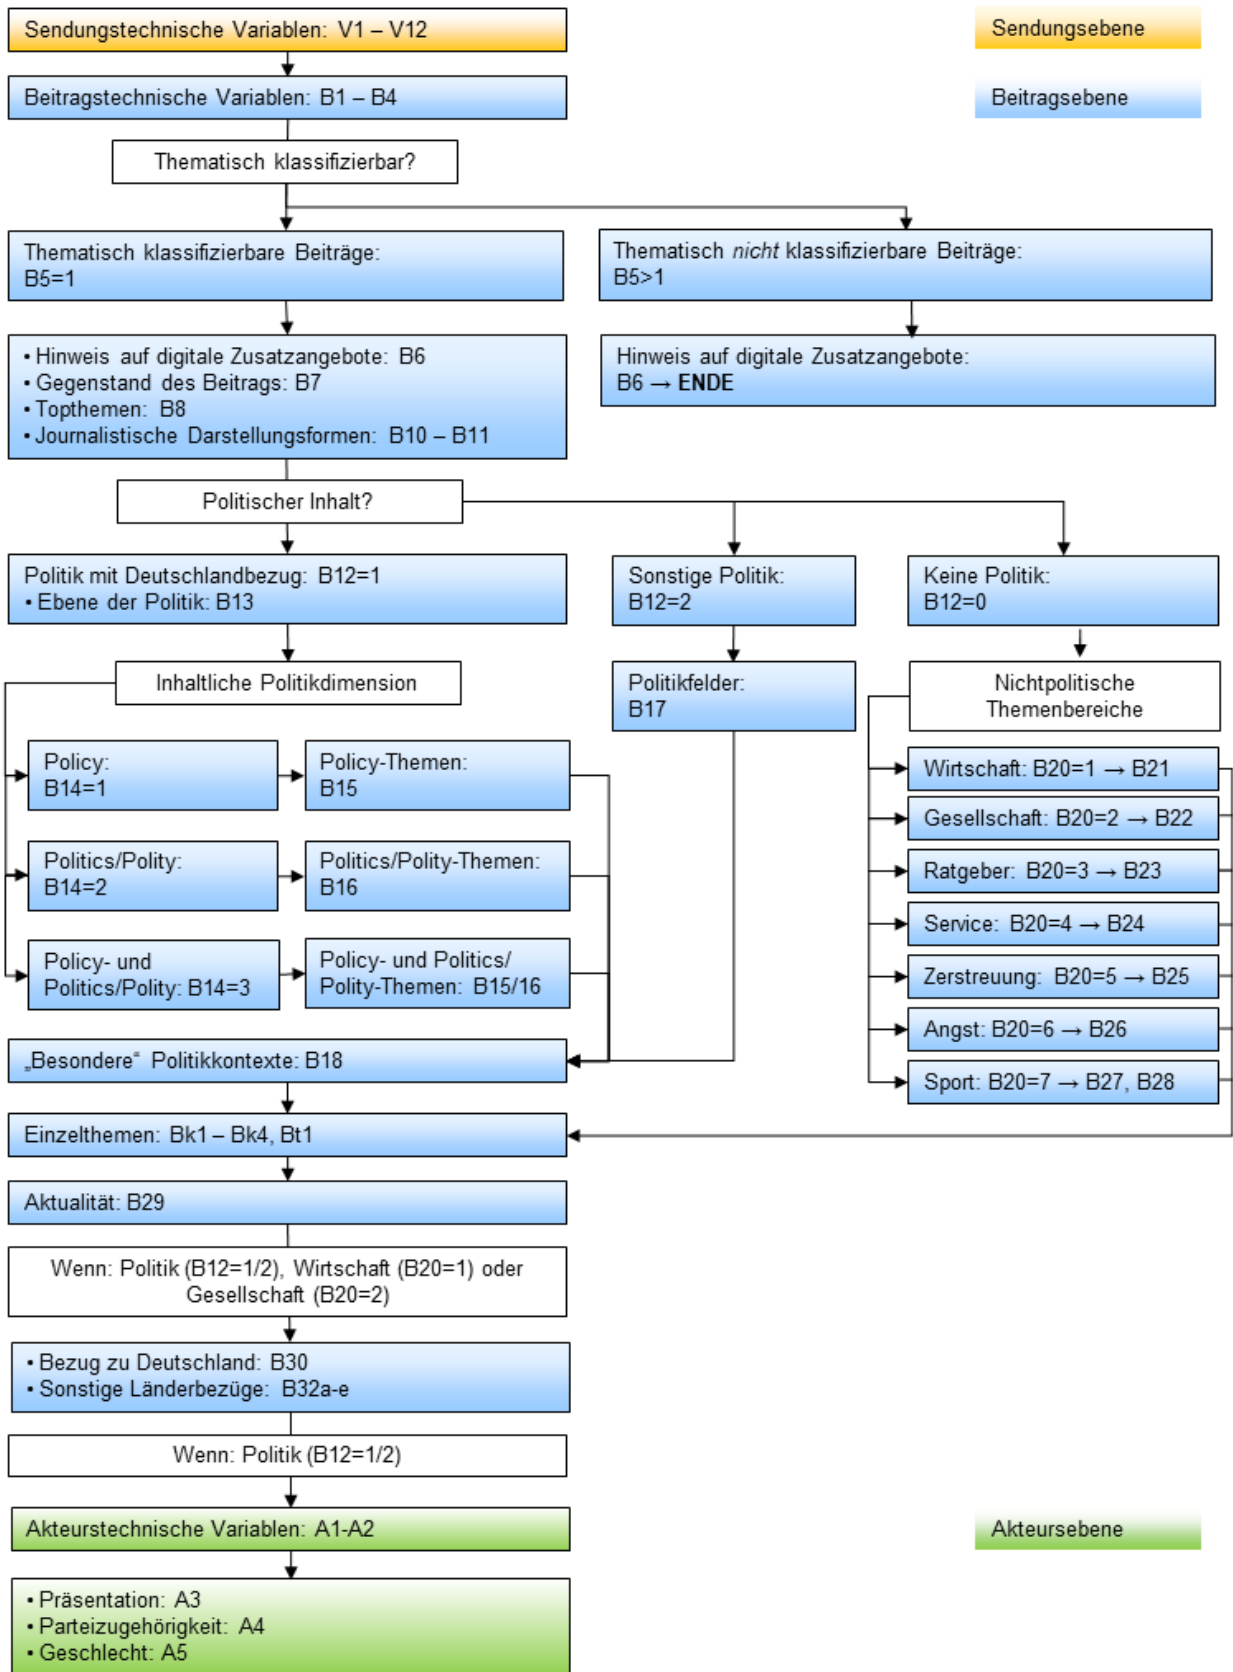 Sendungstechnische Variablen: V1 – V12
Sendungsebene
Beitragstechnische Variablen: B1 – B4
Beitragsebene
Thematisch klassifizierbar?
Thematisch klassifizierbare Beiträge:
B5=1
Thematisch nicht klassifizierbare Beiträge:
B5>1
• Hinweis auf digitale Zusatzangebote: B6
• Gegenstand des Beitrags: B7
• Topthemen: B8
• Journalistische Darstellungsformen: B10 – B11
Hinweis auf digitale Zusatzangebote:
B6 → ENDE
Politischer Inhalt?
Politik mit Deutschlandbezug: B12=1
• Ebene der Politik: B13
Sonstige Politik:
B12=2
Keine Politik:
B12=0
Inhaltliche Politikdimension
Politikfelder:
B17
Nichtpolitische
Themenbereiche
Policy:
B14=1
Policy-Themen:
B15
Politics/Polity:
B14=2
Politics/Polity-Themen:
B16
Policy- und
Politics/Polity: B14=3
Policy- und Politics/
Polity-Themen: B15/16
Wirtschaft: B20=1 → B21
Gesellschaft: B20=2 → B22
Ratgeber: B20=3 → B23
Service: B20=4 → B24
Zerstreuung: B20=5 → B25
Angst: B20=6 → B26
Sport: B20=7 → B27, B28
„Besondere“ Politikkontexte: B18
Einzelthemen: Bk1 – Bk4, Bt1
Aktualität: B29
Wenn: Politik (B12=1/2), Wirtschaft (B20=1) oder
Gesellschaft (B20=2)
• Bezug zu Deutschland: B30
• Sonstige Länderbezüge: B32a-e
Wenn: Politik (B12=1/2)
Akteurstechnische Variablen: A1-A2
Akteursebene
• Präsentation: A3
• Parteizugehörigkeit: A4
• Geschlecht: A5